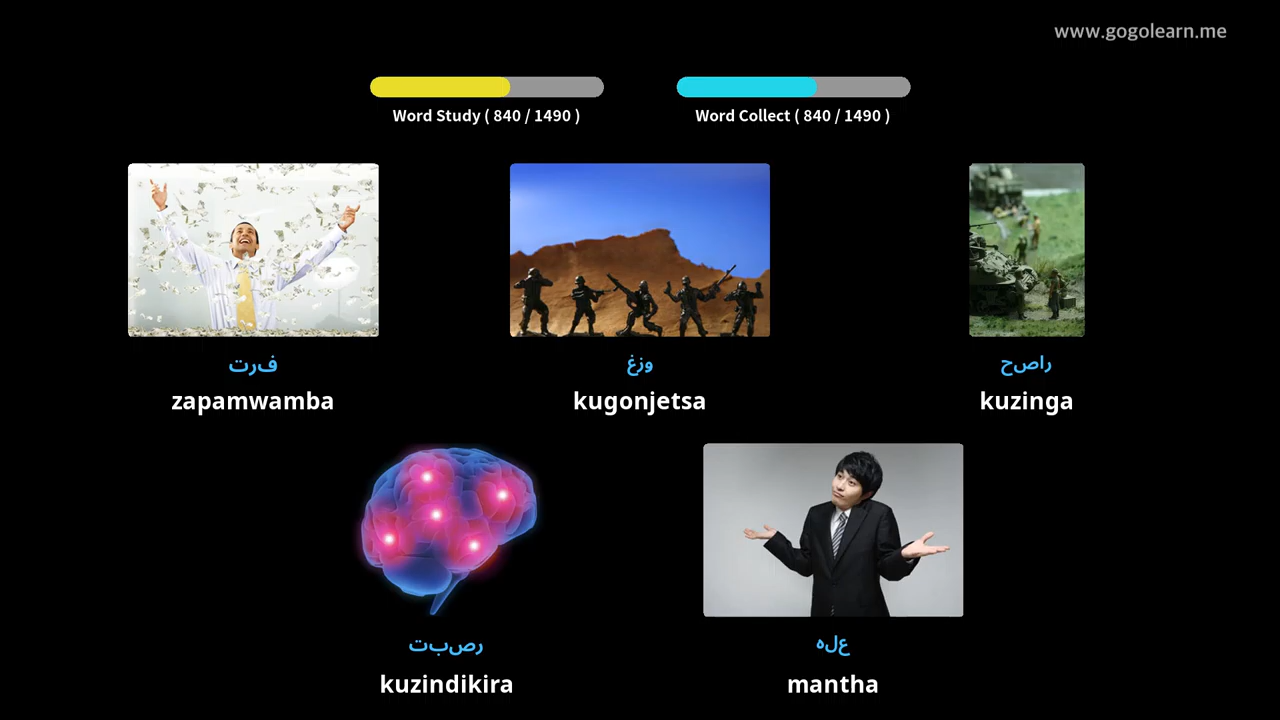 www.gogolearn.me
Word Study ( 840 / 1490 )
Word Collect ( 840 / 1490 )
فرت
وزغ
راصح
zapamwamba
kugonjetsa
kuzinga
رصبت
عله
kuzindikira
mantha